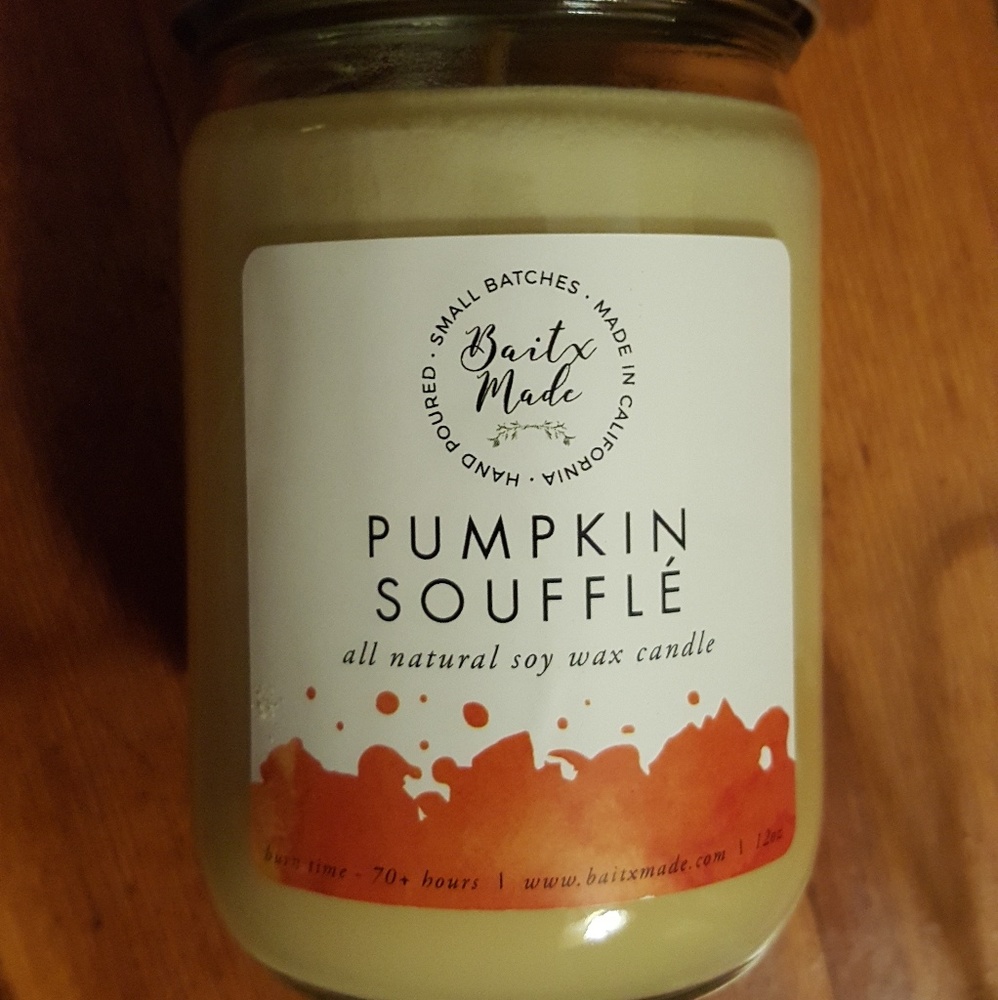 HAND POURED · SMALL BATCHES · MADE IN CALIFORNIA ·
Baitx
Made
PUMPKIN
SOUFFLÉ
all natural soy wax candle
burn time - 70+ hours | www.baitxmade.com | 12oz